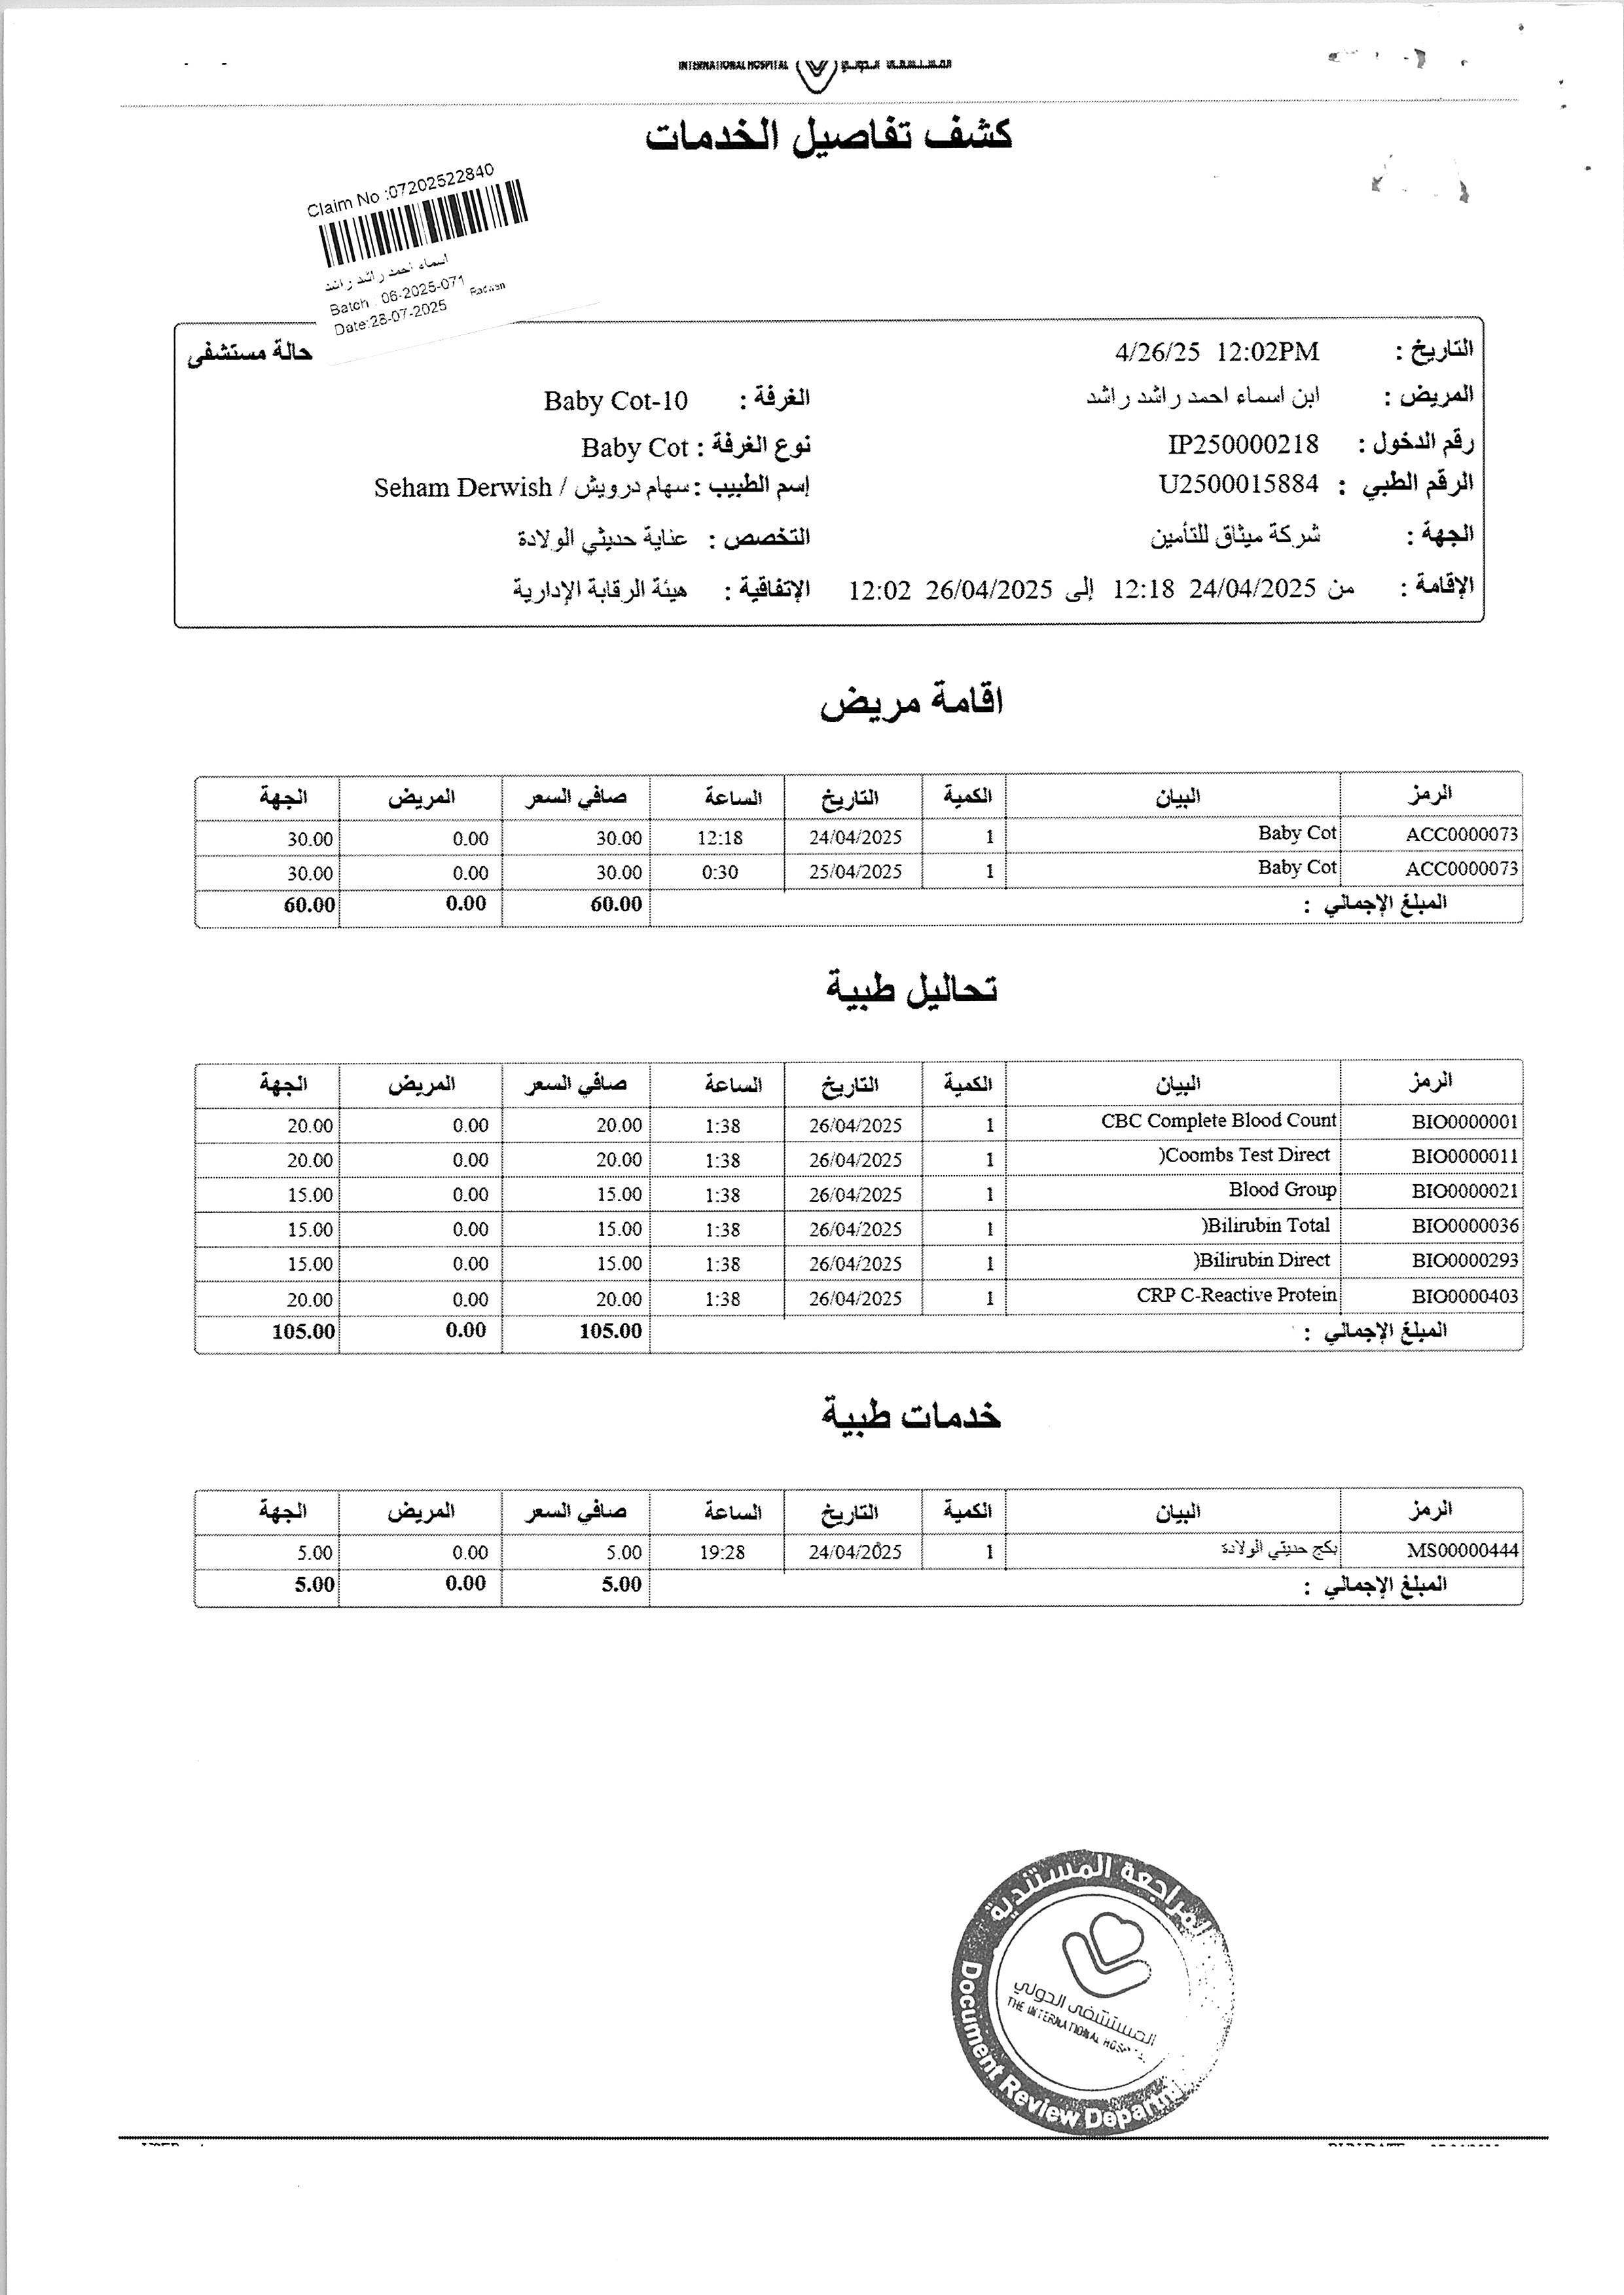 INTERNATIONAL HOSPITAL المستشفى الدولي
كشف تفاصيل الخدمات
Claim No :07202522840
اسماء احمد راشد راشد
Batch : 06-2025-071 Radwan
Date:28-07-2025
حالة مستشفى
التاريخ : 4/26/25 12:02PM
المريض : ابن اسماء احمد راشد راشد الغرفة : Baby Cot-10
رقم الدخول : IP250000218 نوع الغرفة : Baby Cot
الرقم الطبي : U2500015884 إسم الطبيب : سهام درويش / Seham Derwish
الجهة : شركة ميثاق للتأمين التخصص : عناية حديثي الولادة
الإقامة : من 24/04/2025 12:18 إلى 26/04/2025 12:02 الإتفاقية : هيئة الرقابة الإدارية
اقامة مريض
الرمز البيان الكمية التاريخ الساعة صافي السعر المريض الجهة
ACC0000073 Baby Cot 1 24/04/2025 12:18 30.00 0.00 30.00
ACC0000073 Baby Cot 1 25/04/2025 0:30 30.00 0.00 30.00
المبلغ الإجمالي : 60.00 0.00 60.00
تحاليل طبية
الرمز البيان الكمية التاريخ الساعة صافي السعر المريض الجهة
BIO0000001 CBC Complete Blood Count 1 26/04/2025 1:38 20.00 0.00 20.00
BIO0000011 )Coombs Test Direct 1 26/04/2025 1:38 20.00 0.00 20.00
BIO0000021 Blood Group 1 26/04/2025 1:38 15.00 0.00 15.00
BIO0000036 )Bilirubin Total 1 26/04/2025 1:38 15.00 0.00 15.00
BIO0000293 )Bilirubin Direct 1 26/04/2025 1:38 15.00 0.00 15.00
BIO0000403 CRP C-Reactive Protein 1 26/04/2025 1:38 20.00 0.00 20.00
المبلغ الإجمالي : 105.00 0.00 105.00
خدمات طبية
الرمز البيان الكمية التاريخ الساعة صافي السعر المريض الجهة
MS00000444 بكج حديثي الولادة 1 24/04/2025 19:28 5.00 0.00 5.00
المبلغ الإجمالي : 5.00 0.00 5.00
المراجعة المستندية
المستشفى الدولي
THE INTERNATIONAL HOSPITAL
Document Review Departm